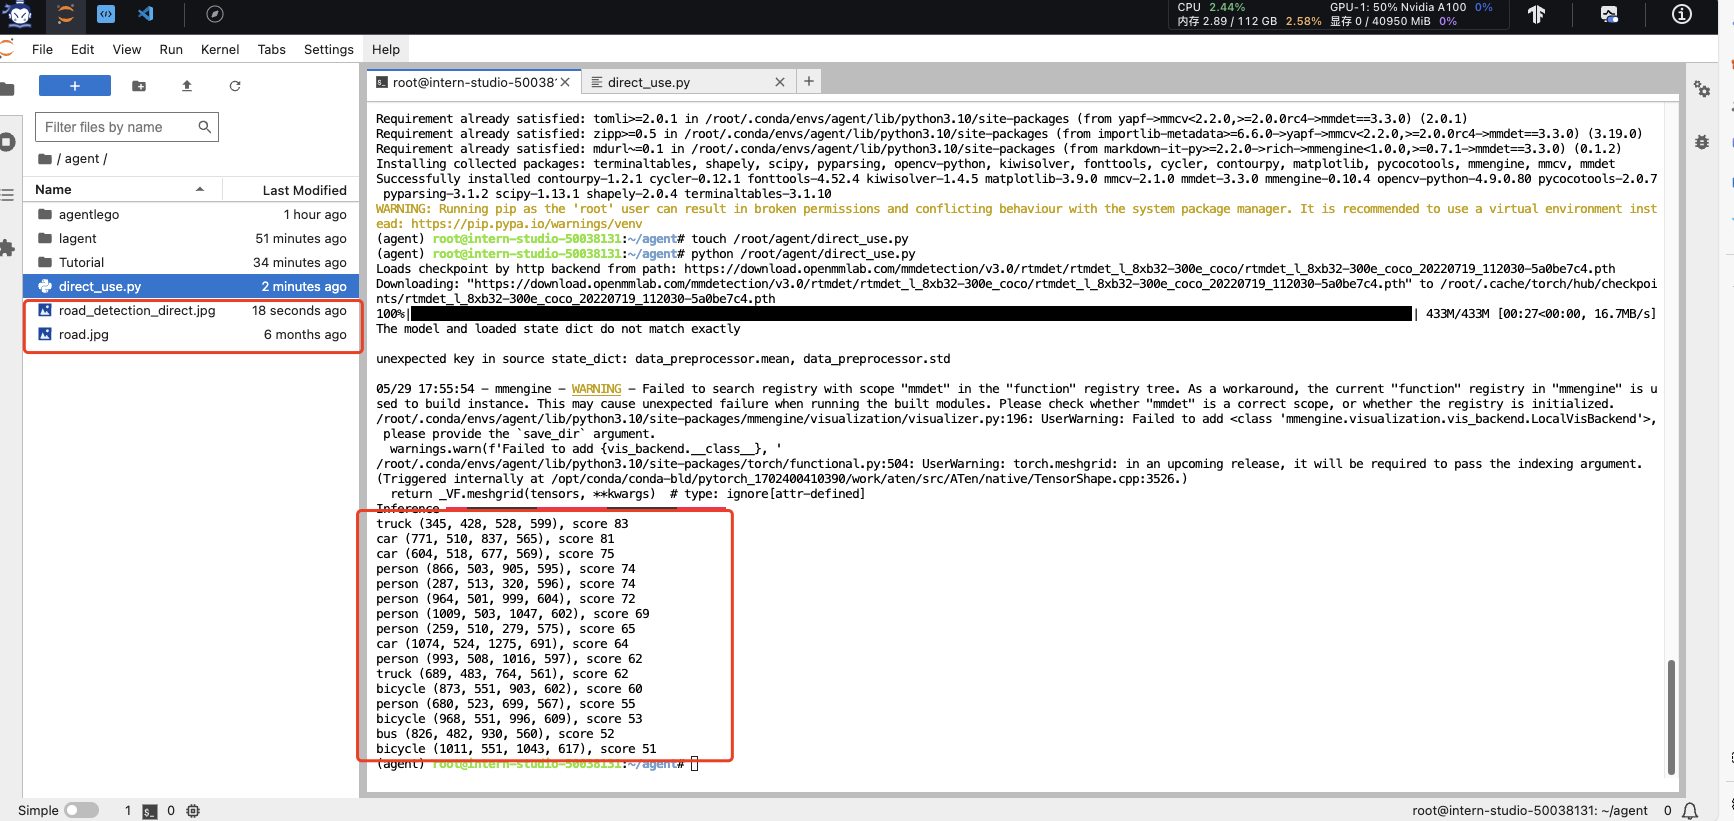 CPU 2.44% GPU-1: 50% Nvidia A100 0%
内存 2.89 / 112 GB 2.58% 显存 0 / 40950 MiB 0%
File Edit View Run Kernel Tabs Settings Help
root@intern-studio-50038
direct_use.py
Filter files by name
/ agent /
Name Last Modified
agentlego 1 hour ago
lagent 51 minutes ago
Tutorial 34 minutes ago
direct_use.py 2 minutes ago
road_detection_direct.jpg 18 seconds ago
road.jpg 6 months ago
Requirement already satisfied: tomli>=2.0.1 in /root/.conda/envs/agent/lib/python3.10/site-packages (from yapf->mmcv<2.2.0,>=2.0.0rc4->mmdet==3.3.0) (2.0.1)
Requirement already satisfied: zipp>=0.5 in /root/.conda/envs/agent/lib/python3.10/site-packages (from importlib-metadata>=6.6.0->yapf->mmcv<2.2.0,>=2.0.0rc4->mmdet==3.3.0) (3.19.0)
Requirement already satisfied: mdurl~=0.1 in /root/.conda/envs/agent/lib/python3.10/site-packages (from markdown-it-py>=2.2.0->rich->mmengine<1.0.0,>=0.7.1->mmdet==3.3.0) (0.1.2)
Installing collected packages: terminaltables, shapely, scipy, pyparsing, opencv-python, kiwisolver, fonttools, cycler, contourpy, matplotlib, pycocotools, mmengine, mmcv, mmdet
Successfully installed contourpy-1.2.1 cycler-0.12.1 fonttools-4.52.4 kiwisolver-1.4.5 matplotlib-3.9.0 mmcv-2.1.0 mmdet-3.3.0 mmengine-0.10.4 opencv-python-4.9.0.80 pycocotools-2.0.7
pyparsing-3.1.2 scipy-1.13.1 shapely-2.0.4 terminaltables-3.1.10
WARNING: Running pip as the 'root' user can result in broken permissions and conflicting behaviour with the system package manager. It is recommended to use a virtual environment inst
ead: https://pip.pypa.io/warnings/venv
(agent) root@intern-studio-50038131:~/agent# touch /root/agent/direct_use.py
(agent) root@intern-studio-50038131:~/agent# python /root/agent/direct_use.py
Loads checkpoint by http backend from path: https://download.openmmlab.com/mmdetection/v3.0/rtmdet/rtmdet_l_8xb32-300e_coco/rtmdet_l_8xb32-300e_coco_20220719_112030-5a0be7c4.pth
Downloading: "https://download.openmmlab.com/mmdetection/v3.0/rtmdet/rtmdet_l_8xb32-300e_coco/rtmdet_l_8xb32-300e_coco_20220719_112030-5a0be7c4.pth" to /root/.cache/torch/hub/checkpoi
nts/rtmdet_l_8xb32-300e_coco_20220719_112030-5a0be7c4.pth
100%| | 433M/433M [00:27<00:00, 16.7MB/s]
The model and loaded state dict do not match exactly
unexpected key in source state_dict: data_preprocessor.mean, data_preprocessor.std
05/29 17:55:54 - mmengine - WARNING - Failed to search registry with scope "mmdet" in the "function" registry tree. As a workaround, the current "function" registry in "mmengine" is u
sed to build instance. This may cause unexpected failure when running the built modules. Please check whether "mmdet" is a correct scope, or whether the registry is initialized.
/root/.conda/envs/agent/lib/python3.10/site-packages/mmengine/visualization/visualizer.py:196: UserWarning: Failed to add <class 'mmengine.visualization.vis_backend.LocalVisBackend'>,
please provide the `save_dir` argument.
warnings.warn(f'Failed to add {vis_backend.__class__}, '
/root/.conda/envs/agent/lib/python3.10/site-packages/torch/functional.py:504: UserWarning: torch.meshgrid: in an upcoming release, it will be required to pass the indexing argument.
(Triggered internally at /opt/conda/conda-bld/pytorch_1702400410390/work/aten/src/ATen/native/TensorShape.cpp:3526.)
return _VF.meshgrid(tensors, **kwargs)  # type: ignore[attr-defined]
Inference
truck (345, 428, 528, 599), score 83
car (771, 510, 837, 565), score 81
car (604, 518, 677, 569), score 75
person (866, 503, 905, 595), score 74
person (287, 513, 320, 596), score 74
person (964, 501, 999, 604), score 72
person (1009, 503, 1047, 602), score 69
person (259, 510, 279, 575), score 65
car (1074, 524, 1275, 691), score 64
person (993, 508, 1016, 597), score 62
truck (689, 483, 764, 561), score 62
bicycle (873, 551, 903, 602), score 60
person (680, 523, 699, 567), score 55
bicycle (968, 551, 996, 609), score 53
bus (826, 482, 930, 560), score 52
bicycle (1011, 551, 1043, 617), score 51
(agent) root@intern-studio-50038131:~/agent#
Simple 1 0 root@intern-studio-50038131: ~/agent 0